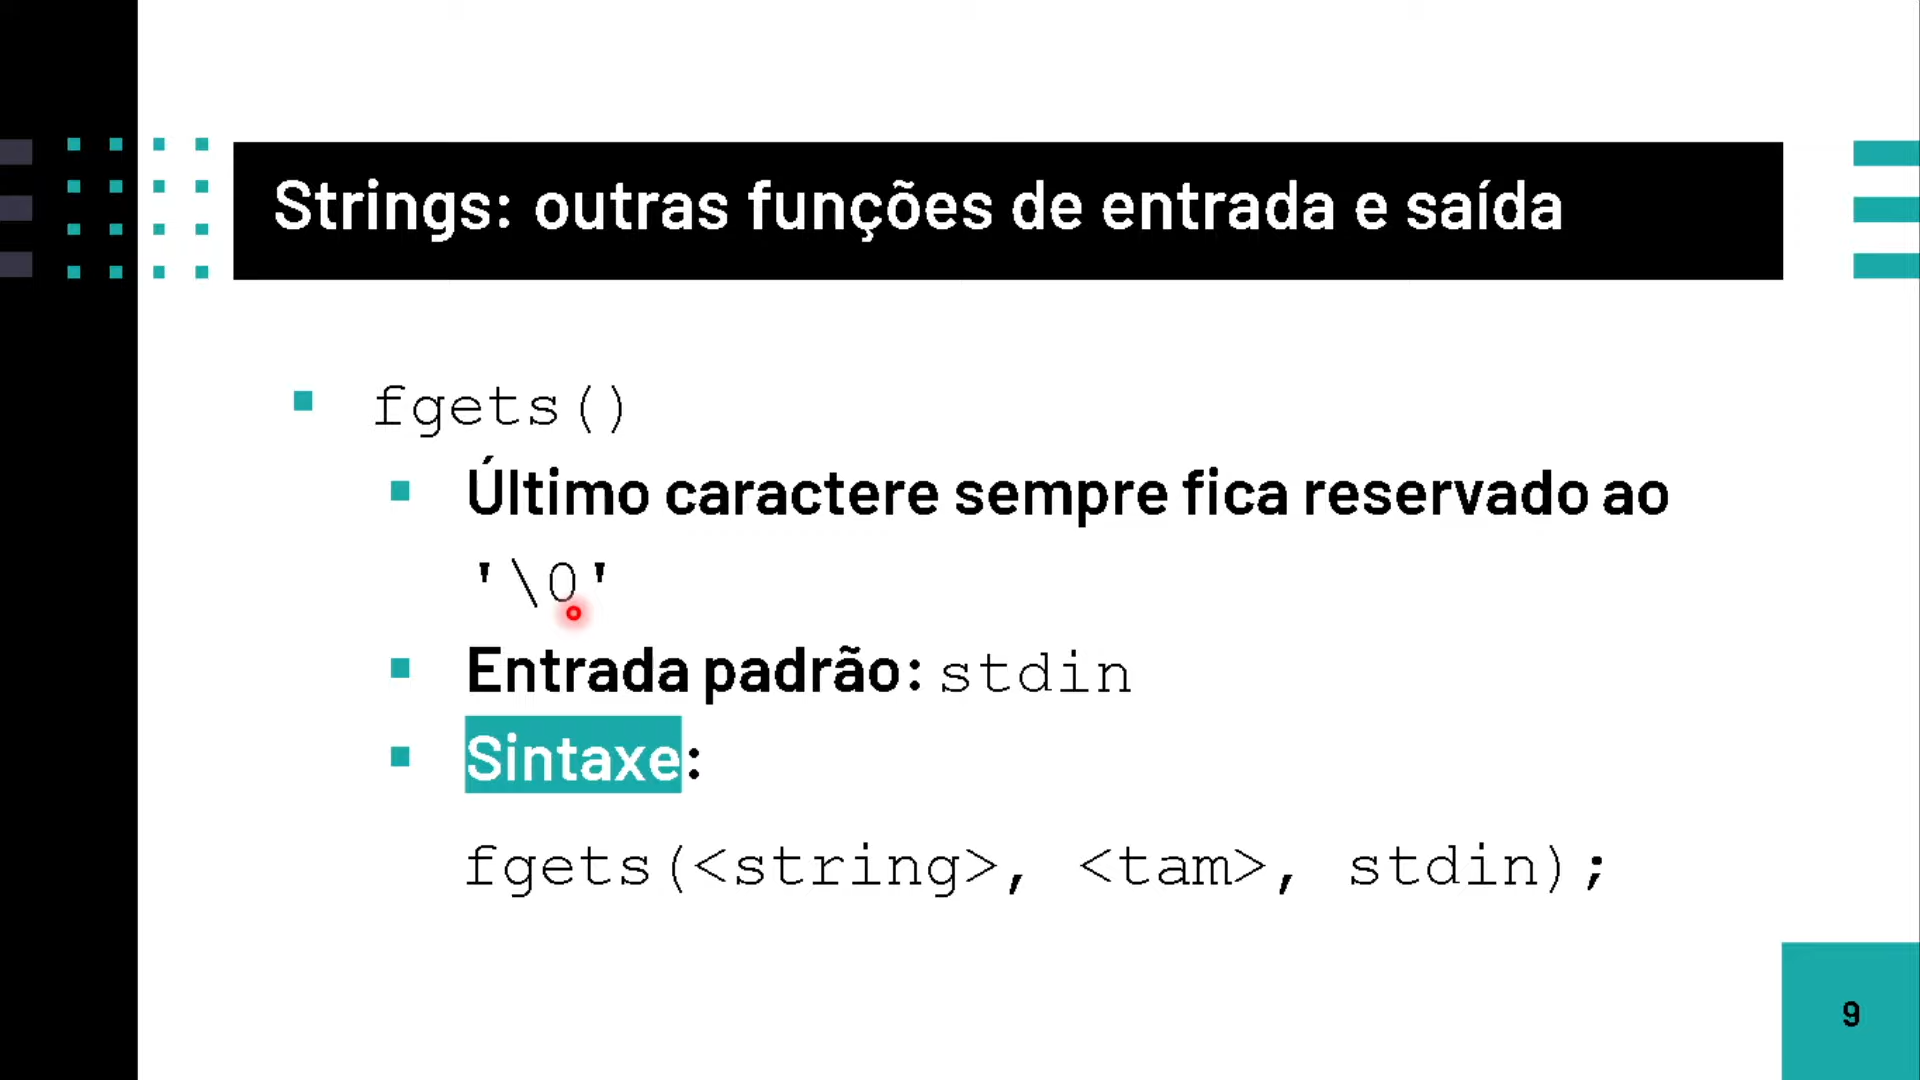 Strings: outras funções de entrada e saída
fgets()
Último caractere sempre fica reservado ao
'\0'
Entrada padrão: stdin
Sintaxe:
fgets(<string>, <tam>, stdin);
9